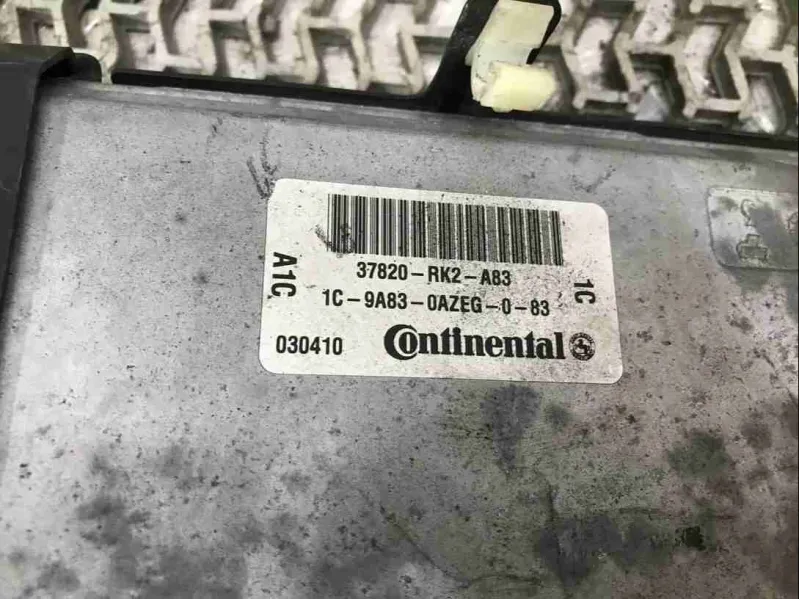 A1C
37820-RK2-A83
1C
1C-9A83-0AZEG-0-83
030410
Continental